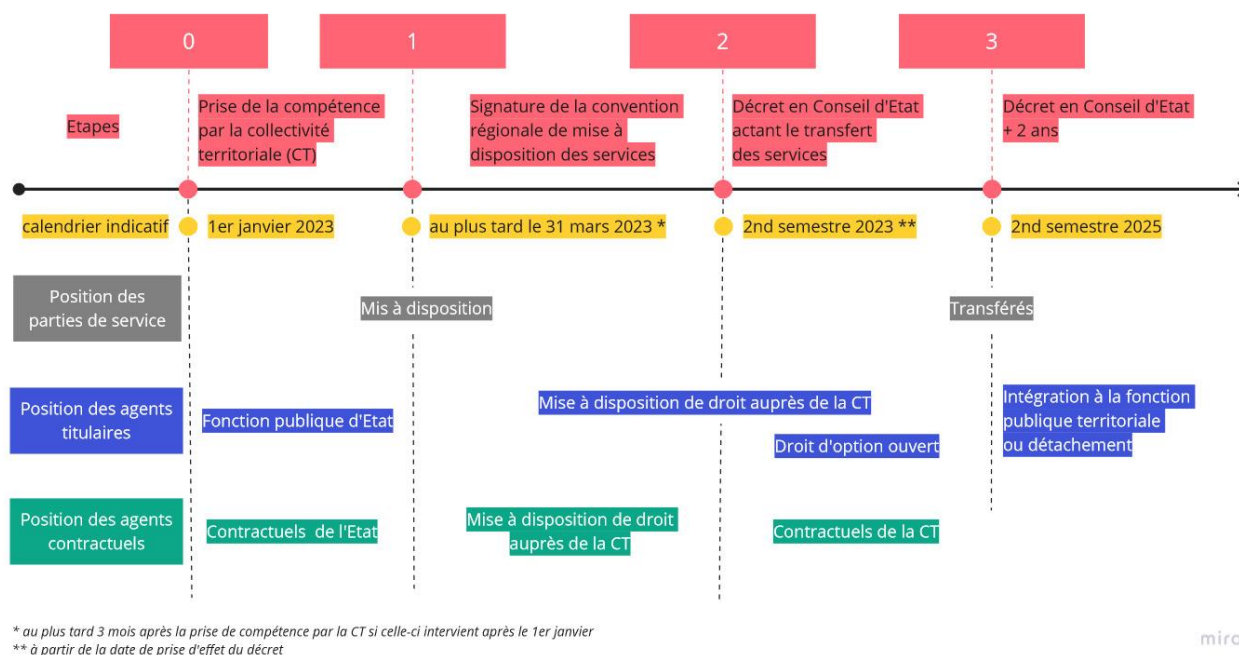 0
1
2
3
Etapes
Prise de la compétence
par la collectivité
territoriale (CT)
Signature de la convention
régionale de mise à
disposition des services
Décret en Conseil d'Etat
actant le transfert
des services
Décret en Conseil d'Etat
+ 2 ans
calendrier indicatif
1er janvier 2023
au plus tard le 31 mars 2023 *
2nd semestre 2023 **
2nd semestre 2025
Position des
parties de service
Mis à disposition
Transférés
Position des agents
titulaires
Fonction publique d'Etat
Mise à disposition de droit auprès de la CT
Droit d'option ouvert
Intégration à la fonction
publique territoriale
ou détachement
Position des agents
contractuels
Contractuels de l'Etat
Mise à disposition de droit
auprès de la CT
Contractuels de la CT
* au plus tard 3 mois après la prise de compétence par la CT si celle-ci intervient après le 1er janvier
** à partir de la date de prise d'effet du décret
miro